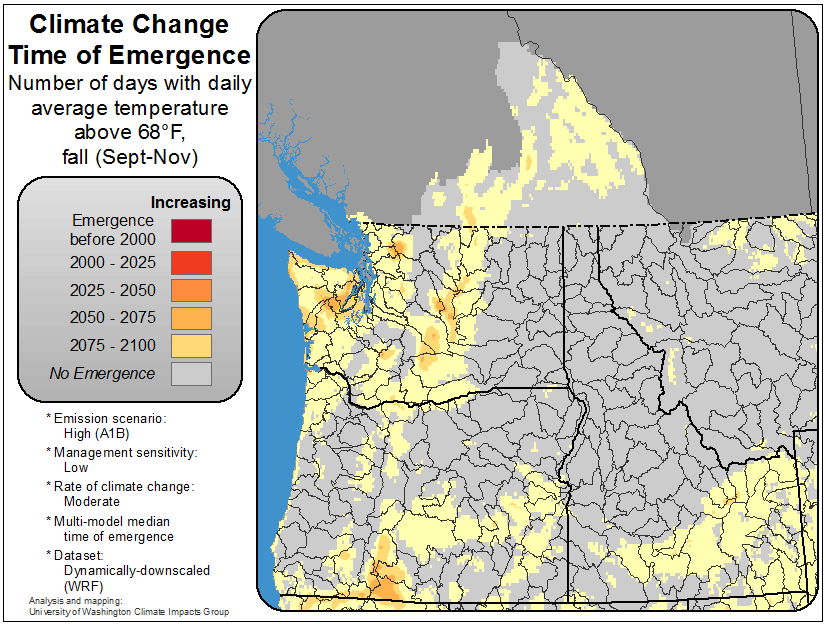 Climate Change
Time of Emergence
Number of days with daily
average temperature
above 68°F,
fall (Sept-Nov)
Increasing
Emergence
before 2000
2000 - 2025
2025 - 2050
2050 - 2075
2075 - 2100
No Emergence
* Emission scenario:
High (A1B)
* Management sensitivity:
Low
* Rate of climate change:
Moderate
* Multi-model median
time of emergence
* Dataset:
Dynamically-downscaled
(WRF)
Analysis and mapping:
University of Washington Climate Impacts Group